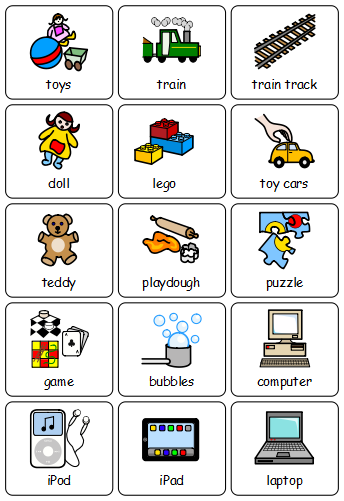 toys
train
train track
doll
lego
toy cars
teddy
playdough
puzzle
game
bubbles
computer
iPod
iPad
laptop